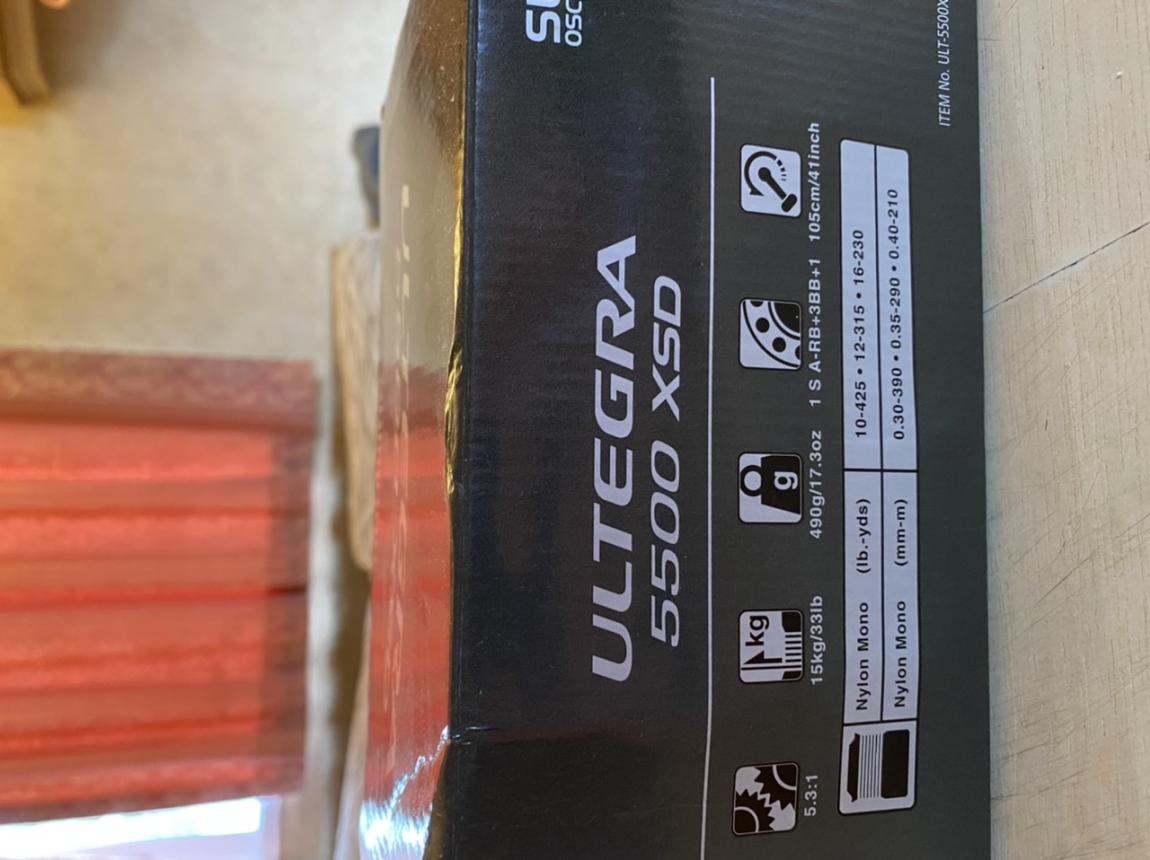 ULTEGRA
5500 XSD
kg
g
5.3:1 15kg/33lb 490g/17.3oz 1 S A-RB+3BB+1 105cm/41inch
Nylon Mono (lb.-yds) 10-425 • 12-315 • 16-230
Nylon Mono (mm-m) 0.30-390 • 0.35-290 • 0.40-210
ITEM No. ULT-5500X